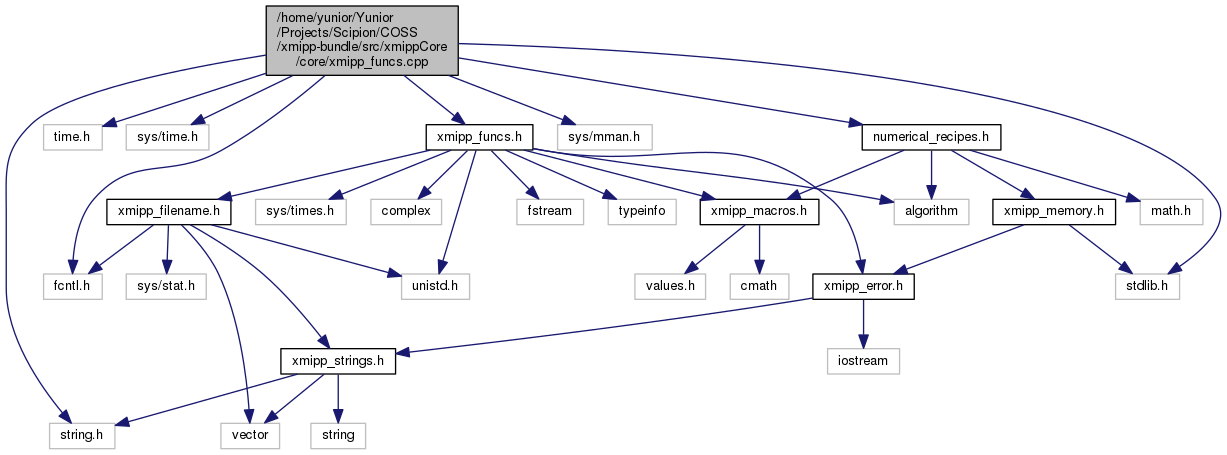 /home/yunior/Yunior
/Projects/Scipion/COSS
/xmipp-bundle/src/xmippCore
/core/xmipp_funcs.cpp
time.h
sys/time.h
xmipp_funcs.h
sys/mman.h
numerical_recipes.h
xmipp_filename.h
sys/times.h
complex
fstream
typeinfo
xmipp_macros.h
algorithm
xmipp_memory.h
math.h
fcntl.h
sys/stat.h
unistd.h
values.h
cmath
xmipp_error.h
stdlib.h
xmipp_strings.h
iostream
string.h
vector
string